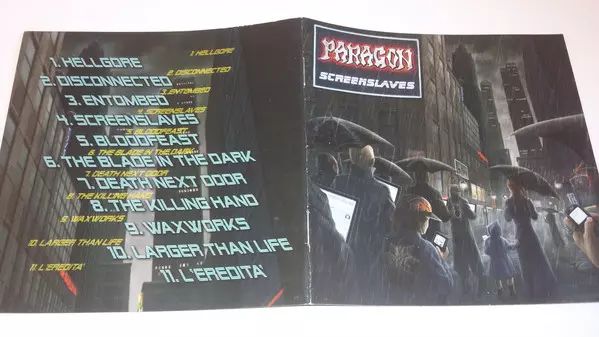 1. HELLGORE
1. HELLGORE
2. DISCONNECTED
2. DISCONNECTED
3. ENTOMBED
3. ENTOMBED
4. SCREENSLAVES
4. SCREENSLAVES
5. BLOODFEAST
5. BLOODFEAST
6. THE BLADE IN THE DARK
6. THE BLADE IN THE DARK
7. DEATH NEXT DOOR
7. DEATH NEXT DOOR
8. THE KILLING HAND
8. THE KILLING HAND
9. WAXWORKS
9. WAXWORKS
10. LARGER THAN LIFE
10. LARGER THAN LIFE
11. L'EREDITA'
11. L'EREDITA'
PARAGON
SCREENSLAVES